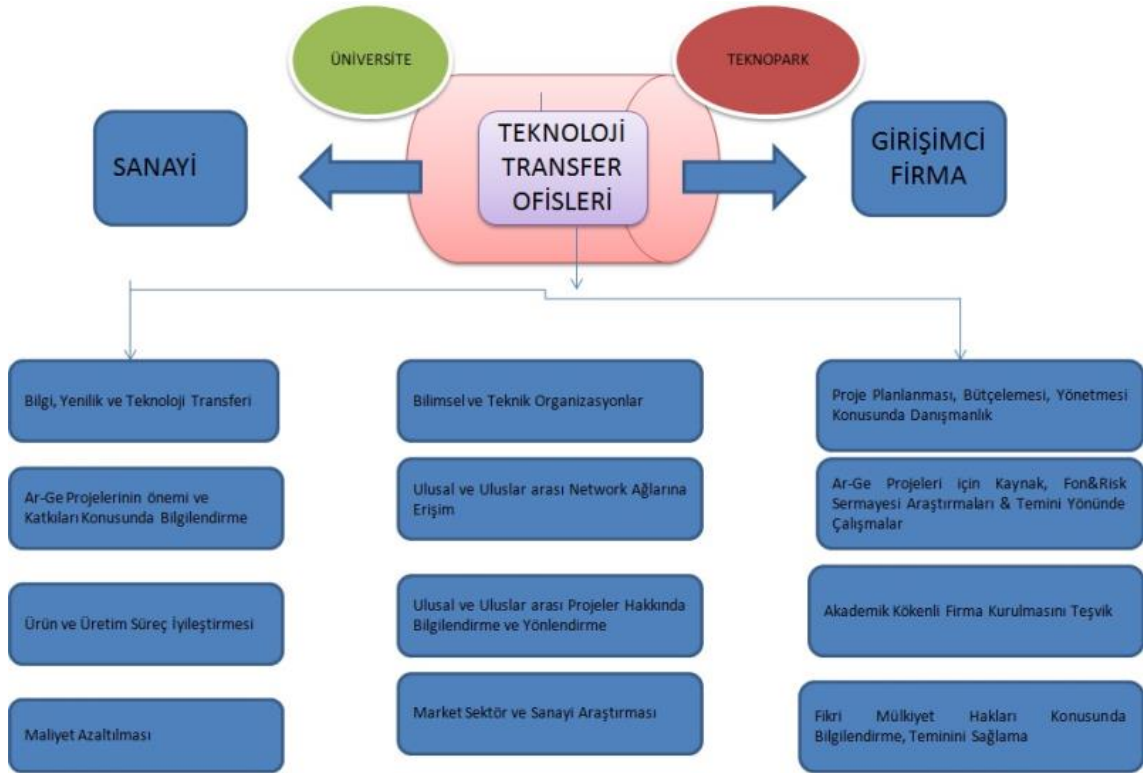 ÜNİVERSİTE
TEKNOPARK
SANAYİ
TEKNOLOJİ
TRANSFER
OFİSLERİ
GİRİŞİMCİ
FİRMA
Bilgi, Yenilik ve Teknoloji Transferi
Ar-Ge Projelerinin önemi ve
Katkıları Konusunda Bilgilendirme
Ürün ve Üretim Süreç İyileştirmesi
Maliyet Azaltılması
Bilimsel ve Teknik Organizasyonlar
Ulusal ve Uluslar arası Network Ağlarına
Erişim
Ulusal ve Uluslar arası Projeler Hakkında
Bilgilendirme ve Yönlendirme
Market Sektör ve Sanayi Araştırması
Proje Planlanması, Bütçelemesi, Yönetmesi
Konusunda Danışmanlık
Ar-Ge Projeleri için Kaynak, Fon&Risk
Sermayesi Araştırmaları & Temini Yönünde
Çalışmalar
Akademik Kökenli Firma Kurulmasını Teşvik
Fikri Mülkiyet Hakları Konusunda
Bilgilendirme, Teminini Sağlama